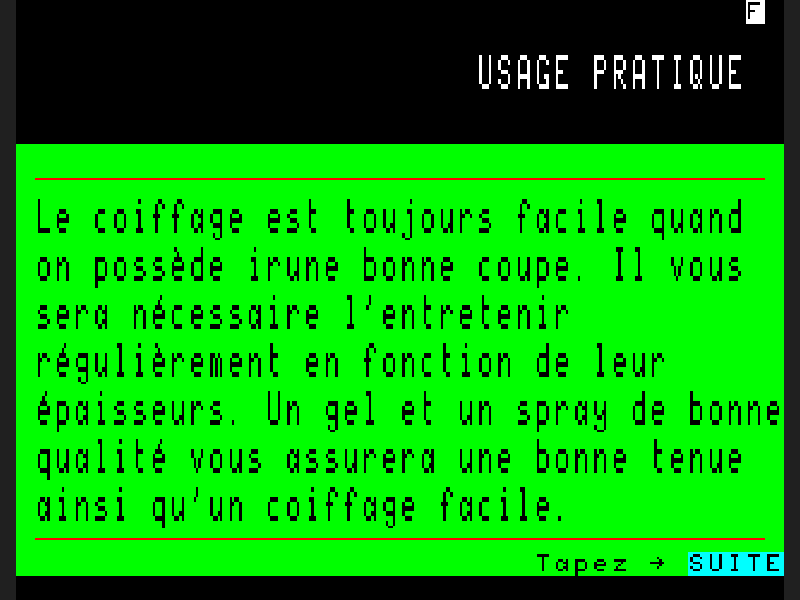 F
USAGE PRATIQUE
Le coiffage est toujours facile quand
on possède irune bonne coupe. Il vous
sera nécessaire l'entretenir
régulièrement en fonction de leur
épaisseurs. Un gel et un spray de bonne
qualité vous assurera une bonne tenue
ainsi qu'un coiffage facile.
Tapez → SUITE